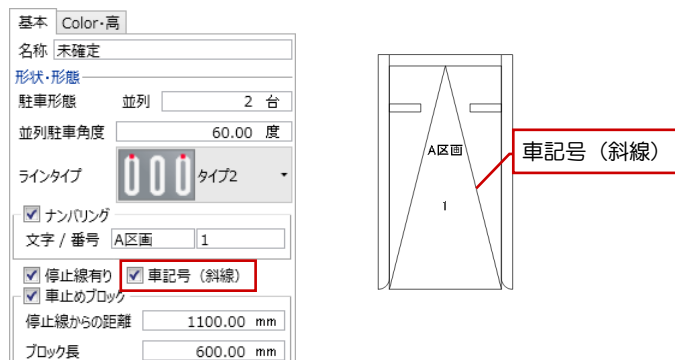 基本 Color・高
名称 未確定
形状・形態
駐車形態 並列 2 台
並列駐車角度 60.00 度
ラインタイプ タイプ2
ナンバリング
文字 / 番号 A区画 1
停止線有り 車記号（斜線）
車止めブロック
停止線からの距離 1100.00 mm
ブロック長 600.00 mm
A区画
1
車記号（斜線）